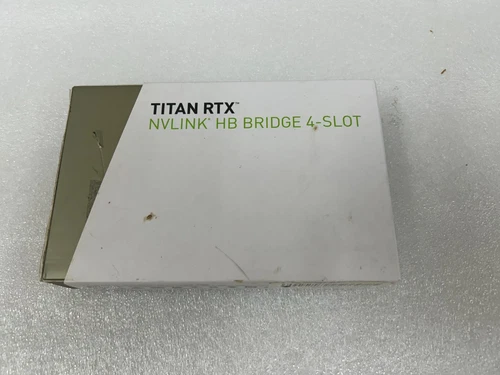 TITAN RTX™
NVLINK® HB BRIDGE 4-SLOT